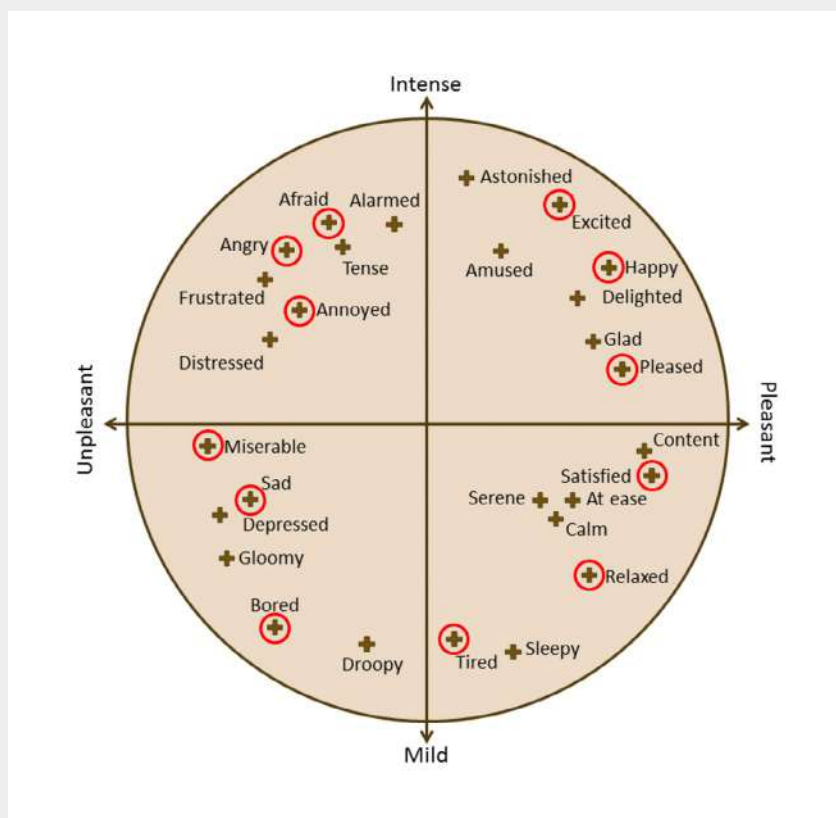 Intense
Astonished
Afraid
Alarmed
Excited
Angry
Tense
Amused
Happy
Frustrated
Delighted
Annoyed
Glad
Distressed
Pleased
Unpleasant
Pleasant
Content
Miserable
Satisfied
Sad
Serene
At ease
Depressed
Calm
Gloomy
Relaxed
Bored
Sleepy
Droopy
Tired
Mild